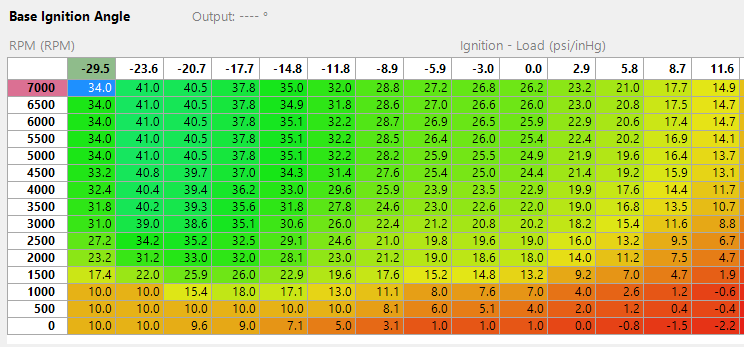 Base Ignition Angle Output: ---- °
RPM (RPM) Ignition - Load (psi/inHg)
-29.5 -23.6 -20.7 -17.7 -14.8 -11.8 -8.9 -5.9 -3.0 0.0 2.9 5.8 8.7 11.6
7000 34.0 41.0 40.5 37.8 35.0 32.0 28.8 27.2 26.8 26.2 23.2 21.0 17.7 14.9
6500 34.0 41.0 40.5 37.8 34.9 31.8 28.6 27.0 26.6 26.0 23.0 20.8 17.5 14.7
6000 34.0 41.0 40.5 37.8 35.1 32.2 28.7 26.9 26.5 25.9 22.9 20.6 17.4 14.7
5500 34.0 41.0 40.5 37.8 35.1 32.2 28.5 26.4 26.0 25.4 22.4 20.2 16.9 14.1
5000 34.0 41.0 40.5 37.8 35.1 32.2 28.2 25.9 25.5 24.9 21.9 19.6 16.4 13.7
4500 33.2 40.8 39.7 37.0 34.3 31.4 27.6 25.4 25.0 24.4 21.4 19.2 15.9 13.1
4000 32.4 40.4 39.4 36.2 33.0 29.6 25.9 23.9 23.5 22.9 19.9 17.6 14.4 11.7
3500 31.8 40.2 39.3 35.6 31.8 27.8 24.6 23.0 22.6 22.0 19.0 16.8 13.5 10.7
3000 31.0 39.0 38.6 35.1 30.6 26.0 22.4 21.2 20.8 20.2 18.2 15.4 11.6 8.8
2500 27.2 34.2 35.2 32.5 29.1 24.6 21.0 19.8 19.6 19.0 16.0 13.2 9.5 6.7
2000 23.2 31.2 33.0 32.0 28.1 23.0 21.2 19.0 18.6 18.0 14.0 11.2 7.5 4.7
1500 17.4 22.0 25.9 26.0 22.9 19.6 17.6 15.2 14.8 13.2 9.2 7.0 4.7 1.9
1000 10.0 10.0 15.4 18.0 17.1 13.0 11.1 8.0 7.6 7.0 4.0 2.6 1.2 -0.6
500 10.0 10.0 10.0 10.0 10.0 10.0 8.1 6.0 5.1 4.0 2.0 1.2 0.4 -0.4
0 10.0 10.0 9.6 9.0 7.1 5.0 3.1 1.0 1.0 1.0 0.0 -0.8 -1.5 -2.2